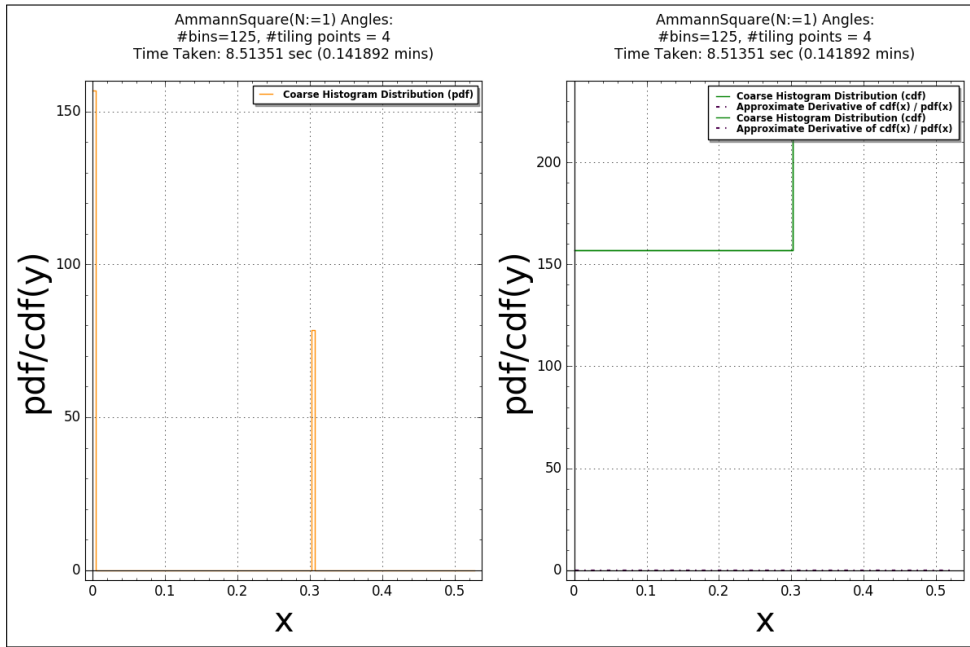 AmmannSquare(N:=1) Angles:
#bins=125, #tiling points = 4
Time Taken: 8.51351 sec (0.141892 mins)
Coarse Histogram Distribution (pdf)
pdf/cdf(y)
150
100
50
0
0 0.1 0.2 0.3 0.4 0.5
x
AmmannSquare(N:=1) Angles:
#bins=125, #tiling points = 4
Time Taken: 8.51351 sec (0.141892 mins)
Coarse Histogram Distribution (cdf)
Approximate Derivative of cdf(x) / pdf(x)
Coarse Histogram Distribution (cdf)
Approximate Derivative of cdf(x) / pdf(x)
pdf/cdf(y)
200
150
100
50
0
0 0.1 0.2 0.3 0.4 0.5
x